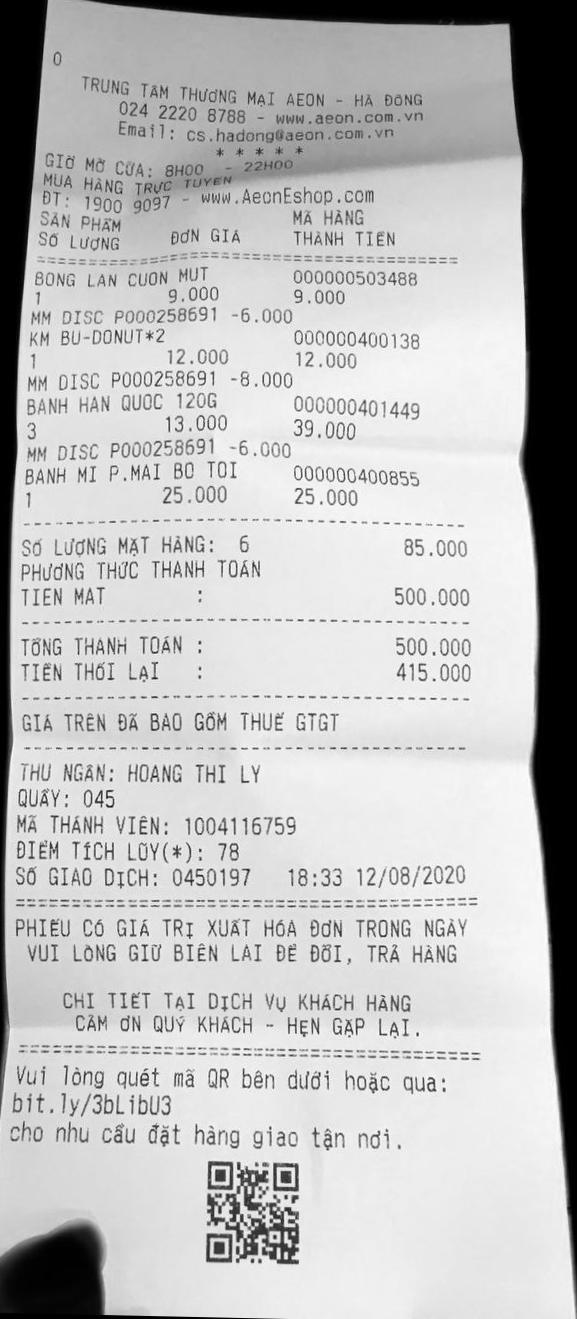 0
TRUNG TÂM THƯƠNG MẠI AEON - HÀ ĐÔNG
024 2220 8788 - www.aeon.com.vn
Email: cs.hadong@aeon.com.vn
* * * * *
GIỜ MỞ CỬA: 8H00 - 22H00
MUA HÀNG TRỰC TUYẾN
ĐT: 1900 9097 - www.AeonEshop.com
SẢN PHẨM MÃ HÀNG
SỐ LƯỢNG ĐƠN GIÁ THÀNH TIỀN
==========================================
BONG LAN CUON MUT 000000503488
1 9.000 9.000
MM DISC P000258691 -6.000
KM BU-DONUT*2 000000400138
1 12.000 12.000
MM DISC P000258691 -8.000
BANH HAN QUOC 120G 000000401449
3 13.000 39.000
MM DISC P000258691 -6.000
BANH MI P.MAI BO TOI 000000400855
1 25.000 25.000
------------------------------------------
SỐ LƯỢNG MẶT HÀNG: 6 85.000
PHƯƠNG THỨC THANH TOÁN
TIEN MAT : 500.000
------------------------------------------
TỔNG THANH TOÁN : 500.000
TIỀN THỐI LẠI : 415.000
------------------------------------------
GIÁ TRÊN ĐÃ BAO GỒM THUẾ GTGT
------------------------------------------
THU NGÂN: HOANG THI LY
QUẦY: 045
MÃ THÀNH VIÊN: 1004116759
ĐIỂM TÍCH LŨY(*): 78
SỐ GIAO DỊCH: 0450197 18:33 12/08/2020
==========================================
PHIẾU CÓ GIÁ TRỊ XUẤT HÓA ĐƠN TRONG NGÀY
VUI LÒNG GIỮ BIÊN LAI ĐỂ ĐỔI, TRẢ HÀNG
CHI TIẾT TẠI DỊCH VỤ KHÁCH HÀNG
CẢM ƠN QUÝ KHÁCH - HẸN GẶP LẠI.
==========================================
Vui lòng quét mã QR bên dưới hoặc qua:
bit.ly/3bLibU3
cho nhu cầu đặt hàng giao tận nơi.